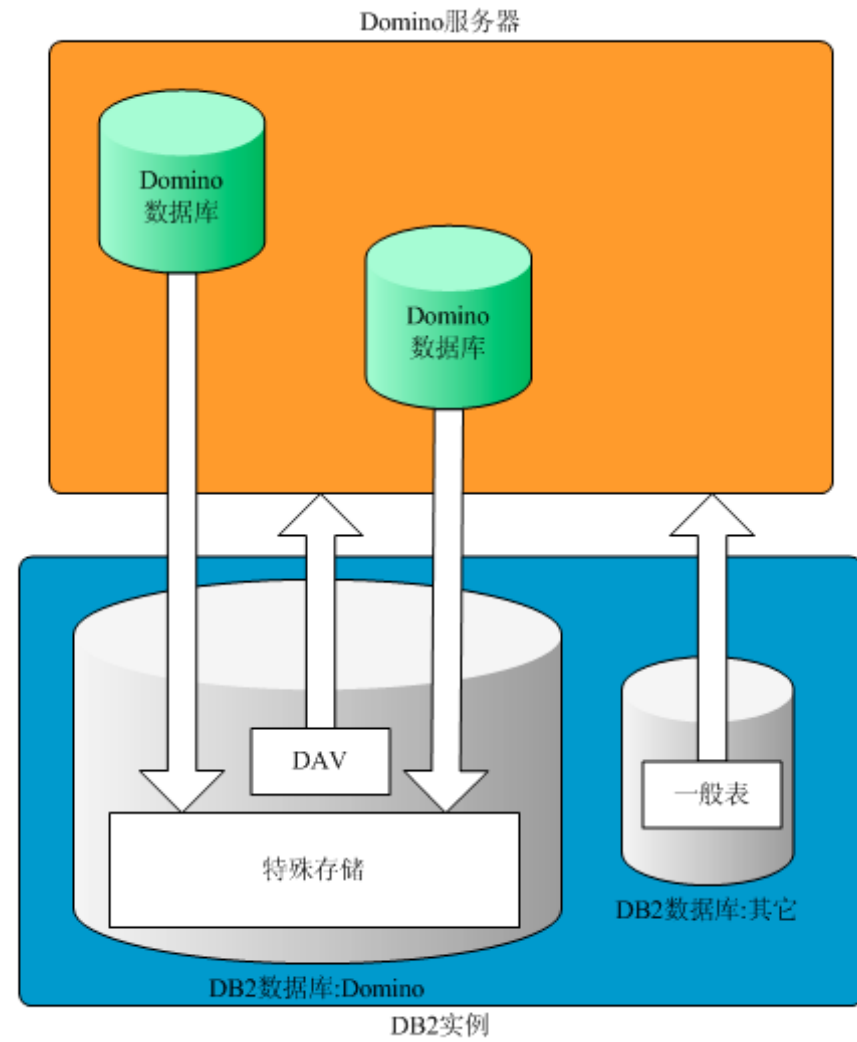 Domino服务器
Domino
数据库
Domino
数据库
DAV
一般表
特殊存储
DB2数据库:其它
DB2数据库:Domino
DB2实例